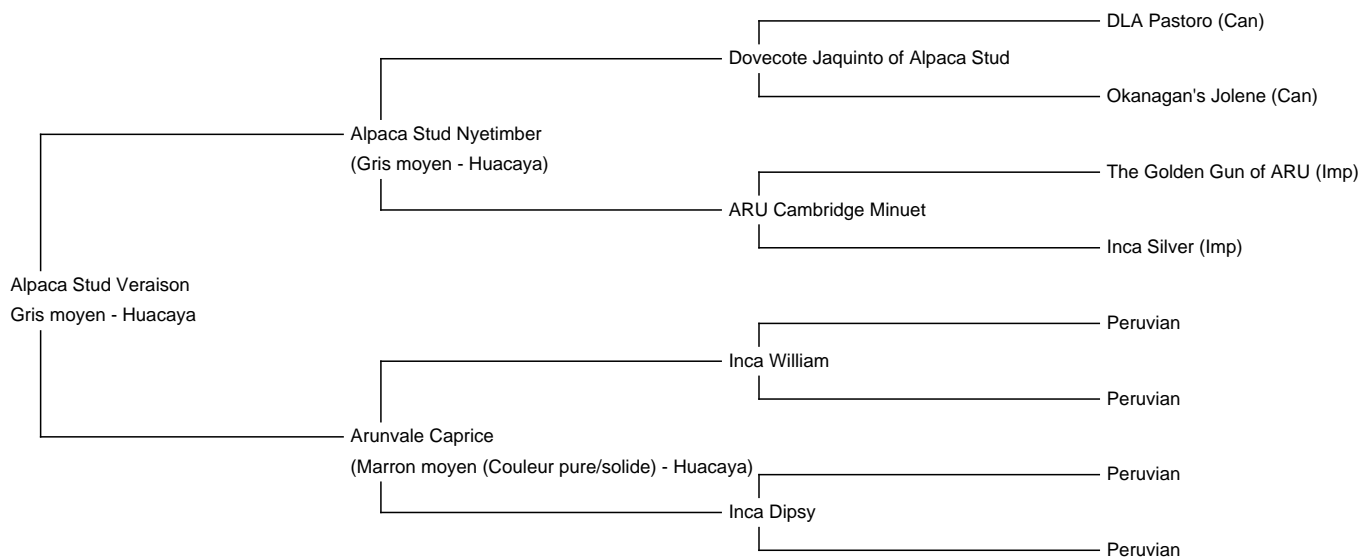 DLA Pastoro (Can)
Dovecote Jaquinto of Alpaca Stud
Okanagan's Jolene (Can)
Alpaca Stud Nyetimber
(Gris moyen - Huacaya)
The Golden Gun of ARU (Imp)
ARU Cambridge Minuet
Inca Silver (Imp)
Alpaca Stud Veraison
Gris moyen - Huacaya
Peruvian
Inca William
Peruvian
Arunvale Caprice
(Marron moyen (Couleur pure/solide) - Huacaya)
Peruvian
Inca Dipsy
Peruvian